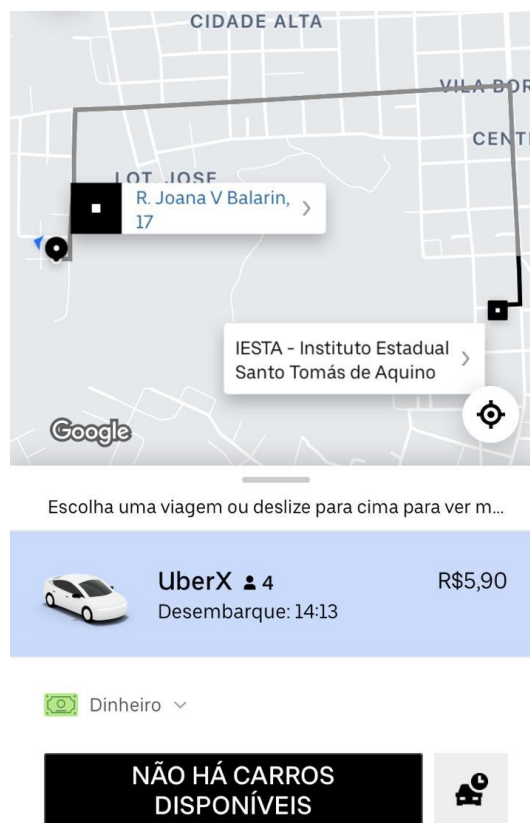 CIDADE ALTA
VILA BOR
CENT
LOT JOSE
R. Joana V Balarin,
17
IESTA - Instituto Estadual
Santo Tomás de Aquino
Google
Escolha uma viagem ou deslize para cima para ver m...
UberX 4 R$5,90
Desembarque: 14:13
Dinheiro
NÃO HÁ CARROS
DISPONÍVEIS